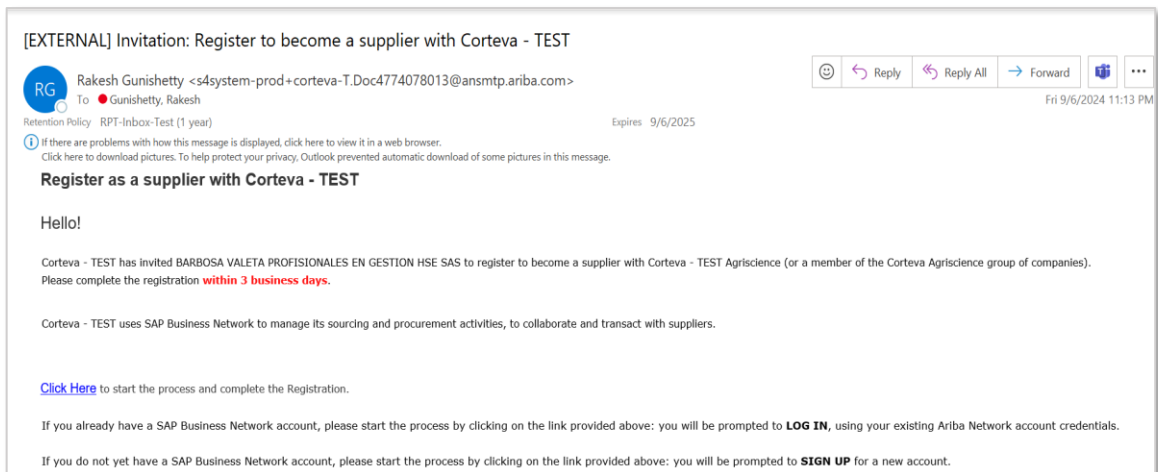 [EXTERNAL] Invitation: Register to become a supplier with Corteva - TEST
RG
Rakesh Gunishetty <s4system-prod+corteva-T.Doc4774078013@ansmtp.ariba.com>
To Gunishetty, Rakesh
Reply Reply All Forward ...
Fri 9/6/2024 11:13 PM
Retention Policy RPT-Inbox-Test (1 year) Expires 9/6/2025
If there are problems with how this message is displayed, click here to view it in a web browser.
Click here to download pictures. To help protect your privacy, Outlook prevented automatic download of some pictures in this message.
Register as a supplier with Corteva - TEST
Hello!
Corteva - TEST has invited BARBOSA VALETA PROFISIONALES EN GESTION HSE SAS to register to become a supplier with Corteva - TEST Agriscience (or a member of the Corteva Agriscience group of companies).
Please complete the registration within 3 business days.
Corteva - TEST uses SAP Business Network to manage its sourcing and procurement activities, to collaborate and transact with suppliers.
Click Here to start the process and complete the Registration.
If you already have a SAP Business Network account, please start the process by clicking on the link provided above: you will be prompted to LOG IN, using your existing Ariba Network account credentials.
If you do not yet have a SAP Business Network account, please start the process by clicking on the link provided above: you will be prompted to SIGN UP for a new account.